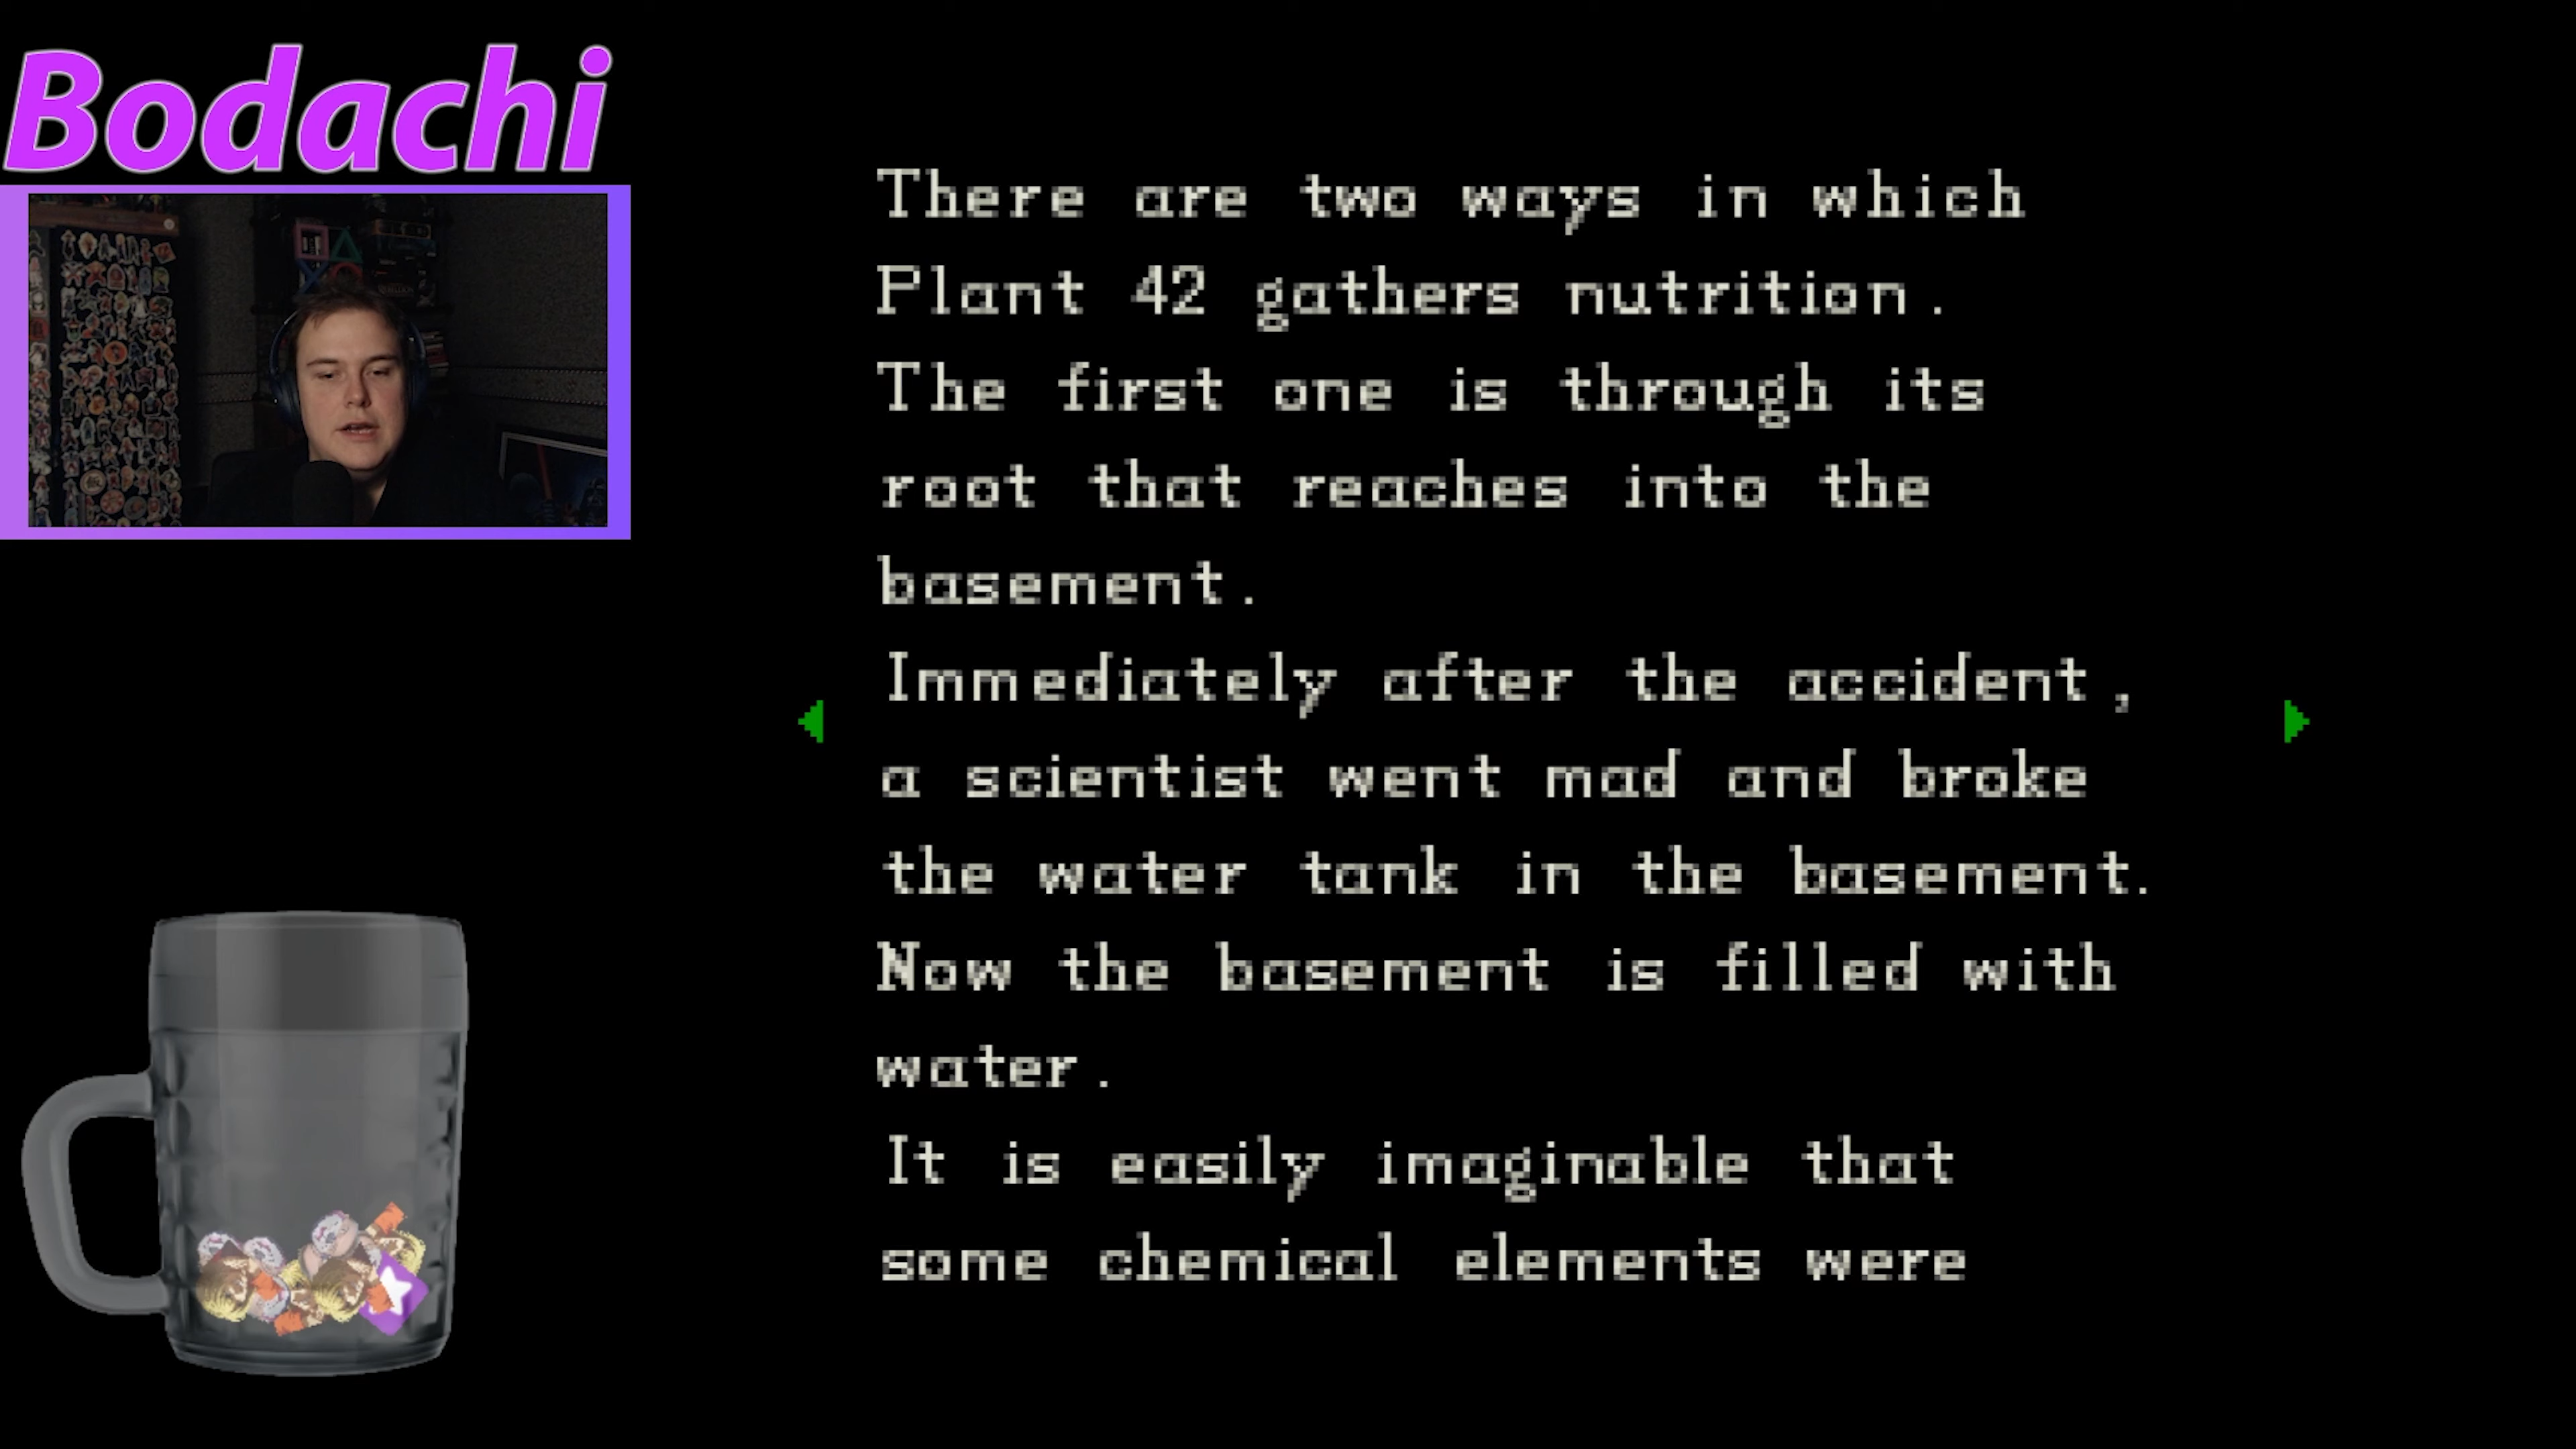 Bodachi
There are two ways in which
Plant 42 gathers nutrition.
The first one is through its
root that reaches into the
basement.
Immediately after the accident,
a scientist went mad and broke
the water tank in the basement.
Now the basement is filled with
water.
It is easily imaginable that
some chemical elements were